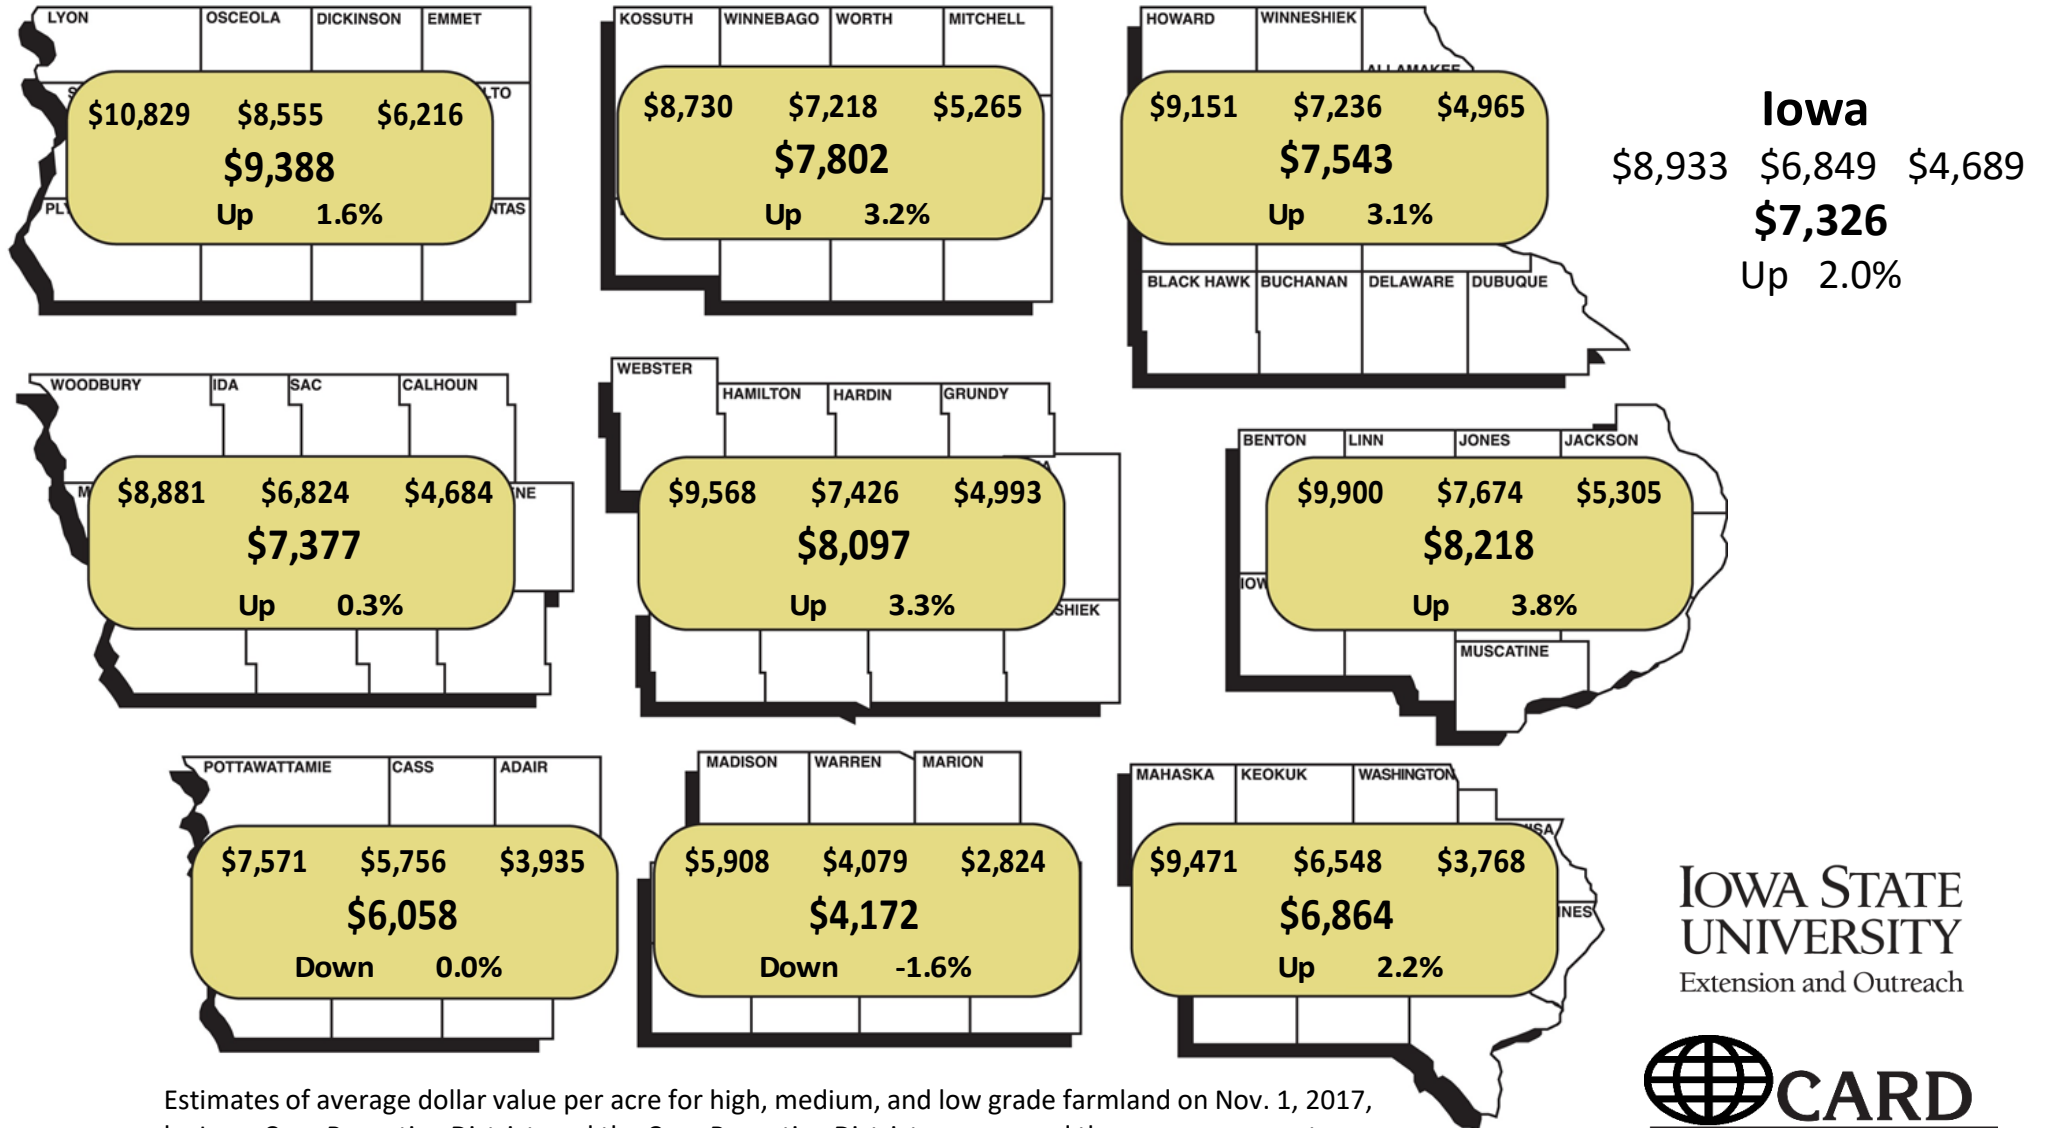 LYON OSCEOLA DICKINSON EMMET
$10,829 $8,555 $6,216
$9,388
Up 1.6%
KOSSUTH WINNEBAGO WORTH MITCHELL
$8,730 $7,218 $5,265
$7,802
Up 3.2%
HOWARD WINNESHIEK
ALLAMAKEE
$9,151 $7,236 $4,965
$7,543
Up 3.1%
BLACK HAWK BUCHANAN DELAWARE DUBUQUE
Iowa
$8,933 $6,849 $4,689
$7,326
Up 2.0%
WOODBURY IDA SAC CALHOUN
$8,881 $6,824 $4,684
$7,377
Up 0.3%
WEBSTER
HAMILTON HARDIN GRUNDY
$9,568 $7,426 $4,993
$8,097
Up 3.3%
SHIEK
BENTON LINN JONES JACKSON
$9,900 $7,674 $5,305
$8,218
Up 3.8%
MUSCATINE
POTTAWATTAMIE CASS ADAIR
$7,571 $5,756 $3,935
$6,058
Down 0.0%
MADISON WARREN MARION
$5,908 $4,079 $2,824
$4,172
Down -1.6%
MAHASKA KEOKUK WASHINGTON
$9,471 $6,548 $3,768
$6,864
Up 2.2%
IOWA STATE
UNIVERSITY
Extension and Outreach
CARD
Estimates of average dollar value per acre for high, medium, and low grade farmland on Nov. 1, 2017,